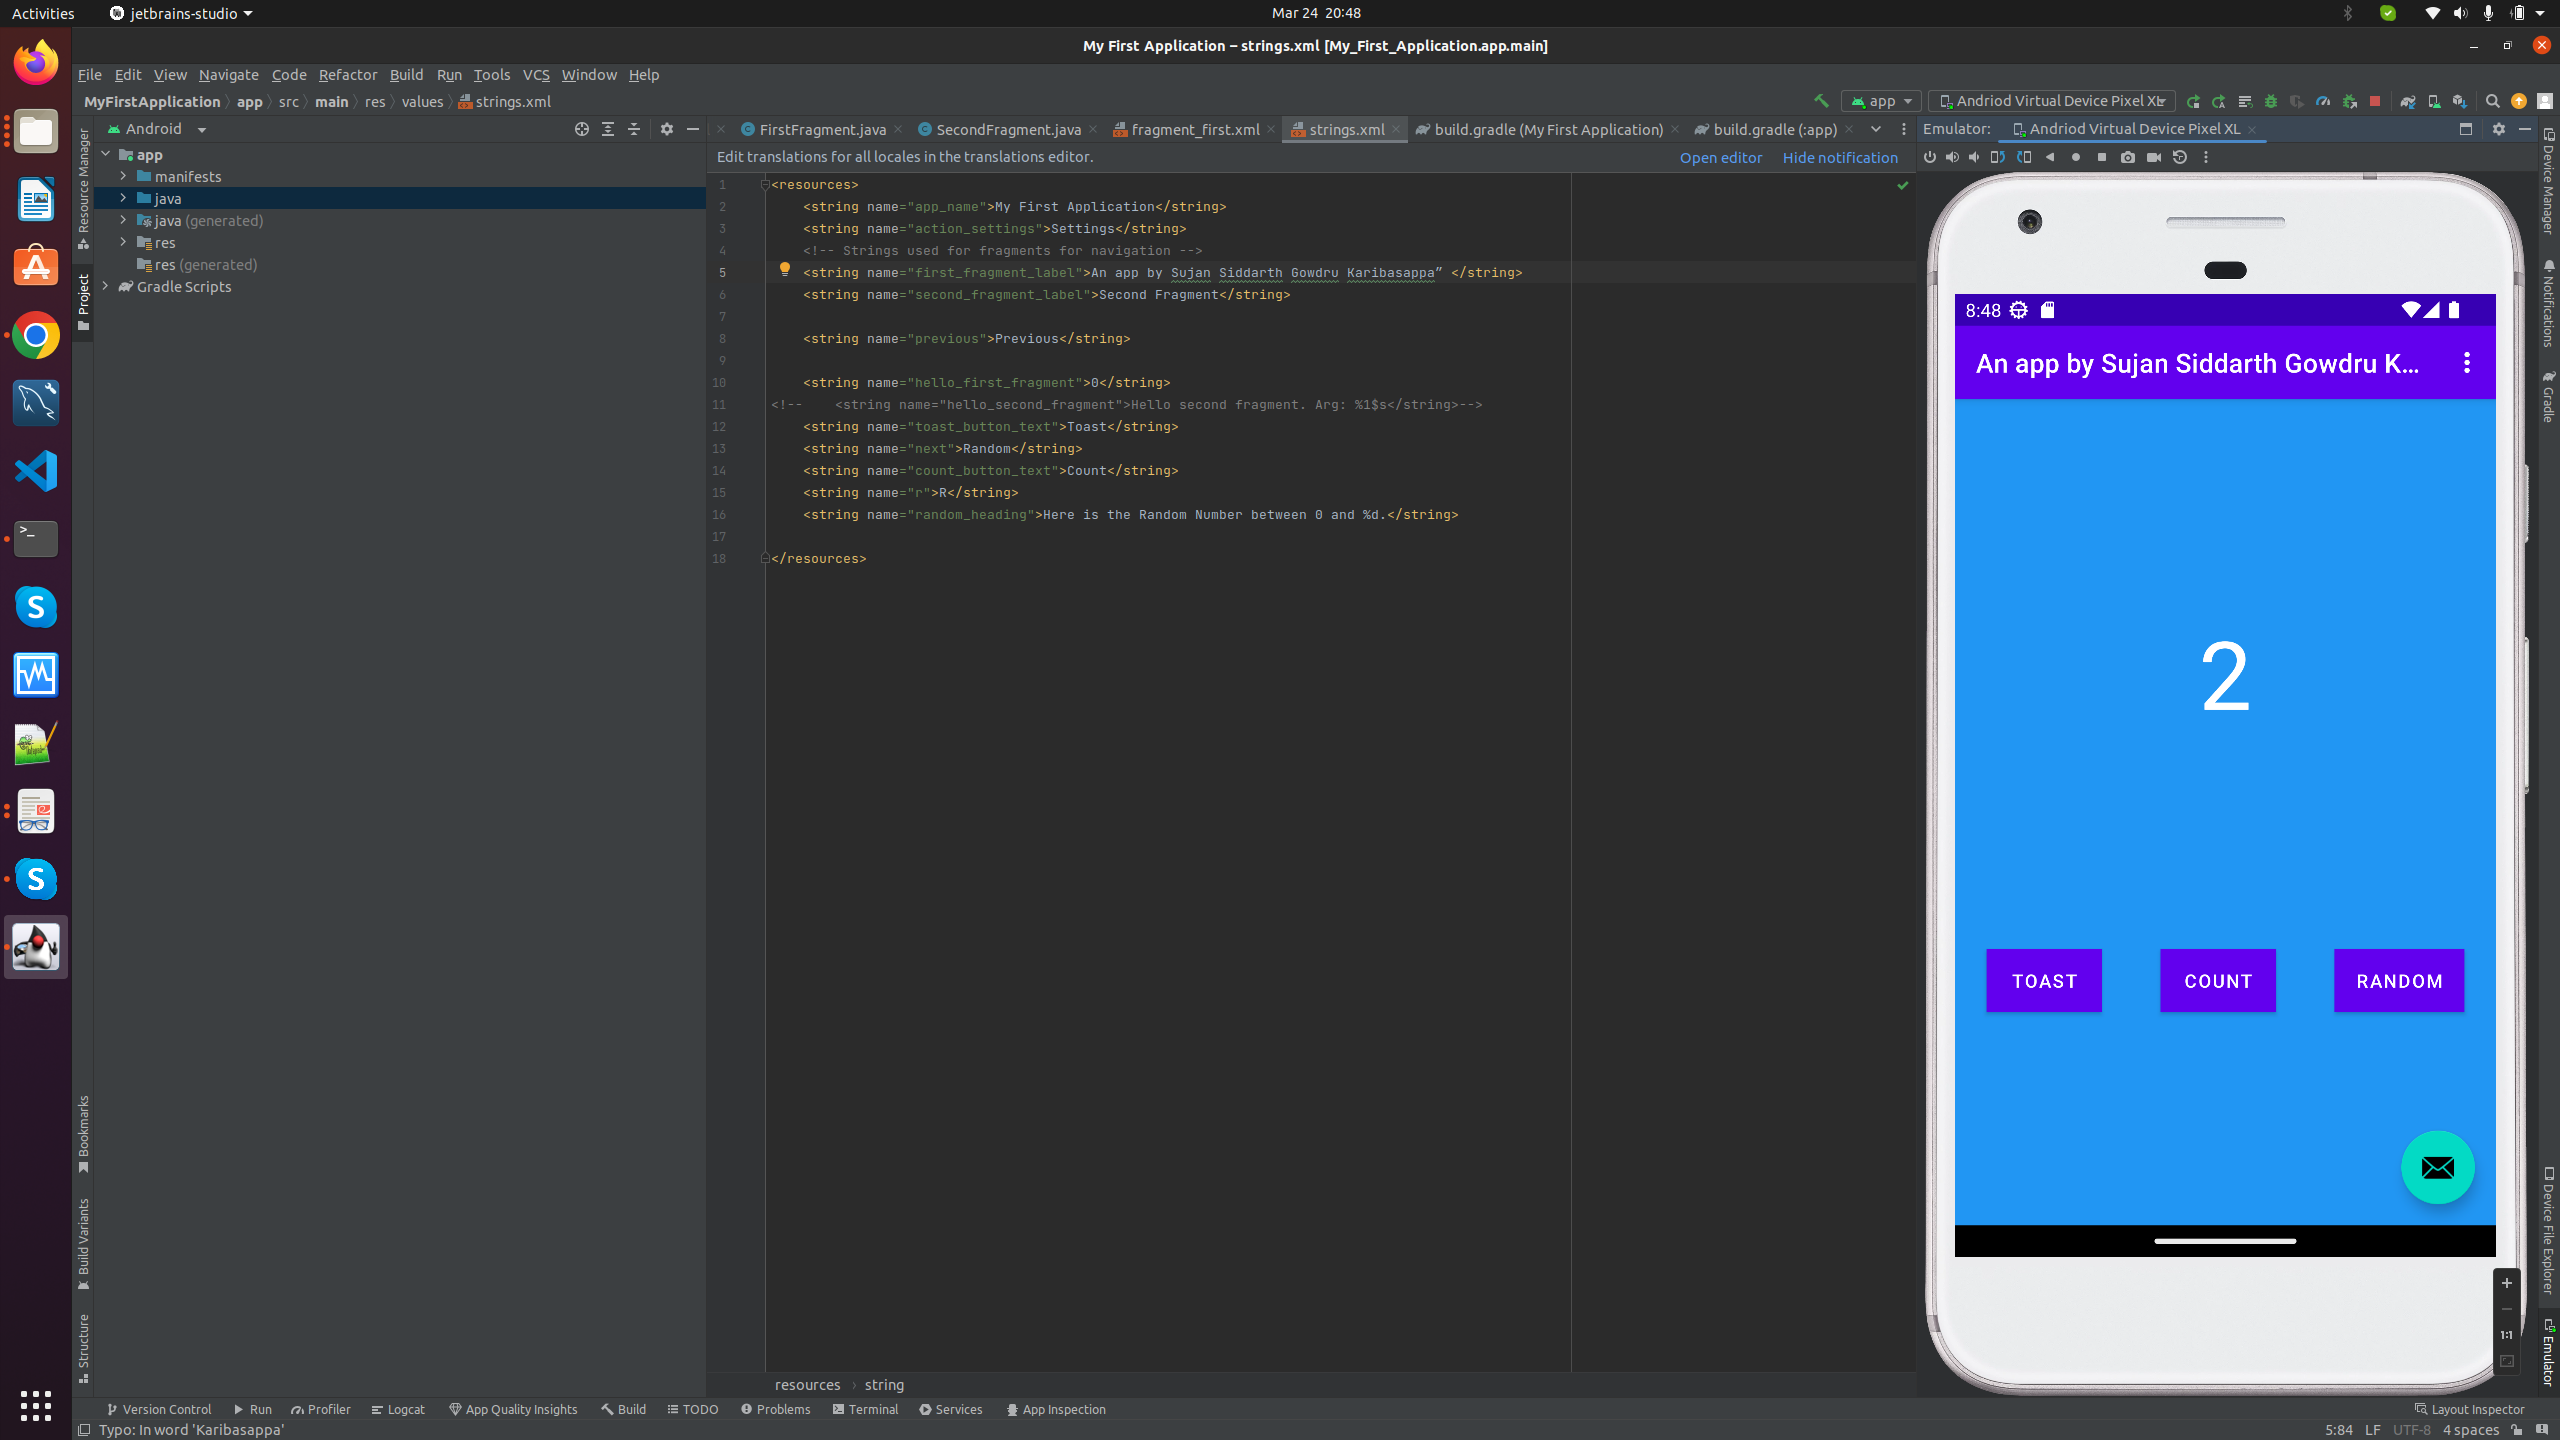 Activities jetbrains-studio Mar 24 20:48
My First Application – strings.xml [My_First_Application.app.main]
File Edit View Navigate Code Refactor Build Run Tools VCS Window Help
MyFirstApplication app src main res values strings.xml app Andriod Virtual Device Pixel XL
Android
FirstFragment.java SecondFragment.java fragment_first.xml strings.xml build.gradle (My First Application) build.gradle (:app)
Emulator: Andriod Virtual Device Pixel XL
Edit translations for all locales in the translations editor. Open editor Hide notification
Resource Manager
Project
Bookmarks
Build Variants
Structure
app
manifests
java
java (generated)
res
res (generated)
Gradle Scripts
1 <resources>
2 <string name="app_name">My First Application</string>
3 <string name="action_settings">Settings</string>
4 <!-- Strings used for fragments for navigation -->
5 <string name="first_fragment_label">An app by Sujan Siddarth Gowdru Karibasappa” </string>
6 <string name="second_fragment_label">Second Fragment</string>
7
8 <string name="previous">Previous</string>
9
10 <string name="hello_first_fragment">0</string>
11 <!-- <string name="hello_second_fragment">Hello second fragment. Arg: %1$s</string>-->
12 <string name="toast_button_text">Toast</string>
13 <string name="next">Random</string>
14 <string name="count_button_text">Count</string>
15 <string name="r">R</string>
16 <string name="random_heading">Here is the Random Number between 0 and %d.</string>
17
18 </resources>
resources string
8:48
An app by Sujan Siddarth Gowdru K...
2
TOAST COUNT RANDOM
1:1
Device Manager
Notifications
Gradle
Device File Explorer
Emulator
Version Control Run Profiler Logcat App Quality Insights Build TODO Problems Terminal Services App Inspection Layout Inspector
Typo: In word 'Karibasappa' 5:84 LF UTF-8 4 spaces